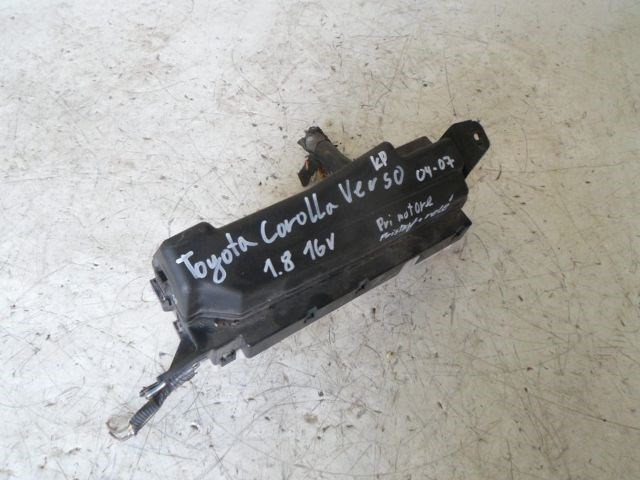 Toyota Corolla Verso KP 04-07
1.8 16V
Pri motore